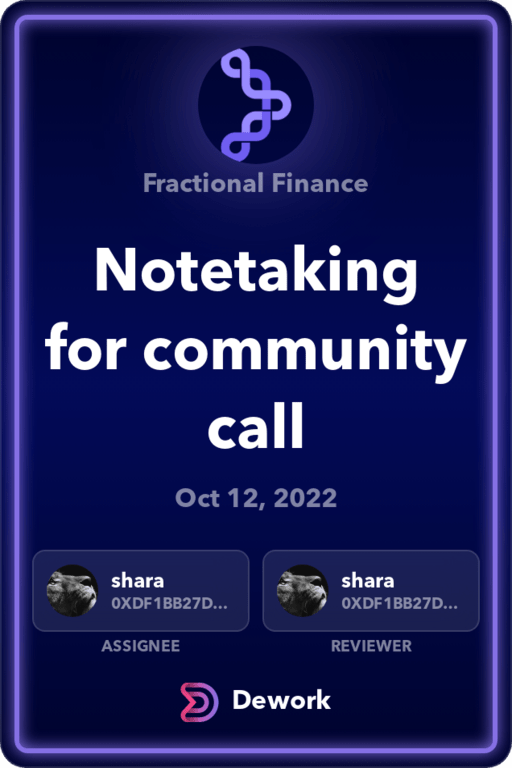 Fractional Finance
Notetaking
for community
call
Oct 12, 2022
shara
0XDF1BB27D...
ASSIGNEE
shara
0XDF1BB27D...
REVIEWER
Dework